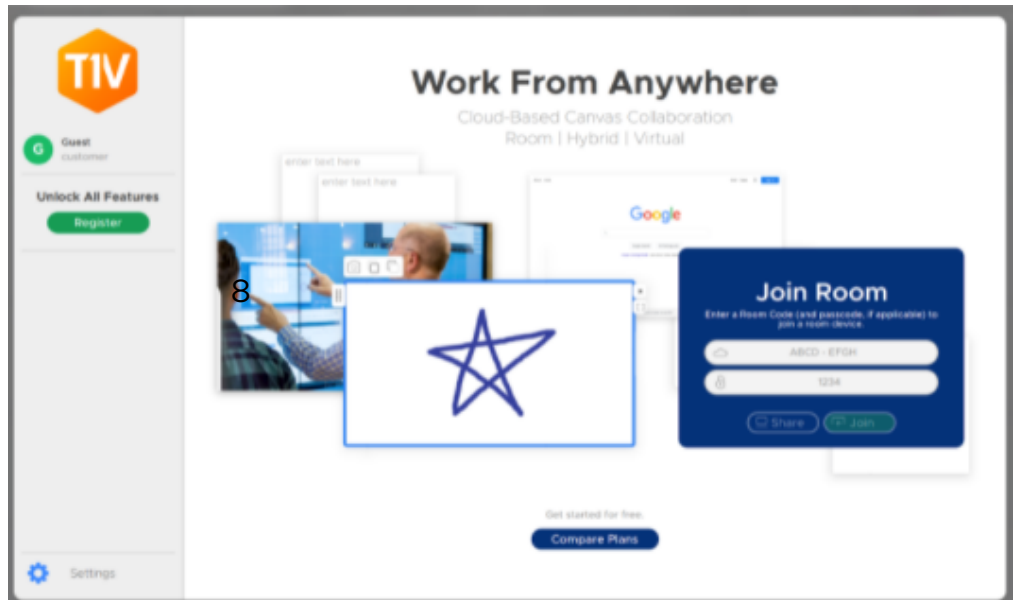 T1V
G
Guest
customer
Unlock All Features
Register
Settings
Work From Anywhere
Cloud-Based Canvas Collaboration
Room | Hybrid | Virtual
enter text here
enter text here
8
Google
Join Room
Enter a Room Code (and passcode, if applicable) to
join a room device.
ABCD - EFGH
1234
Share
Join
Get started for free.
Compare Plans